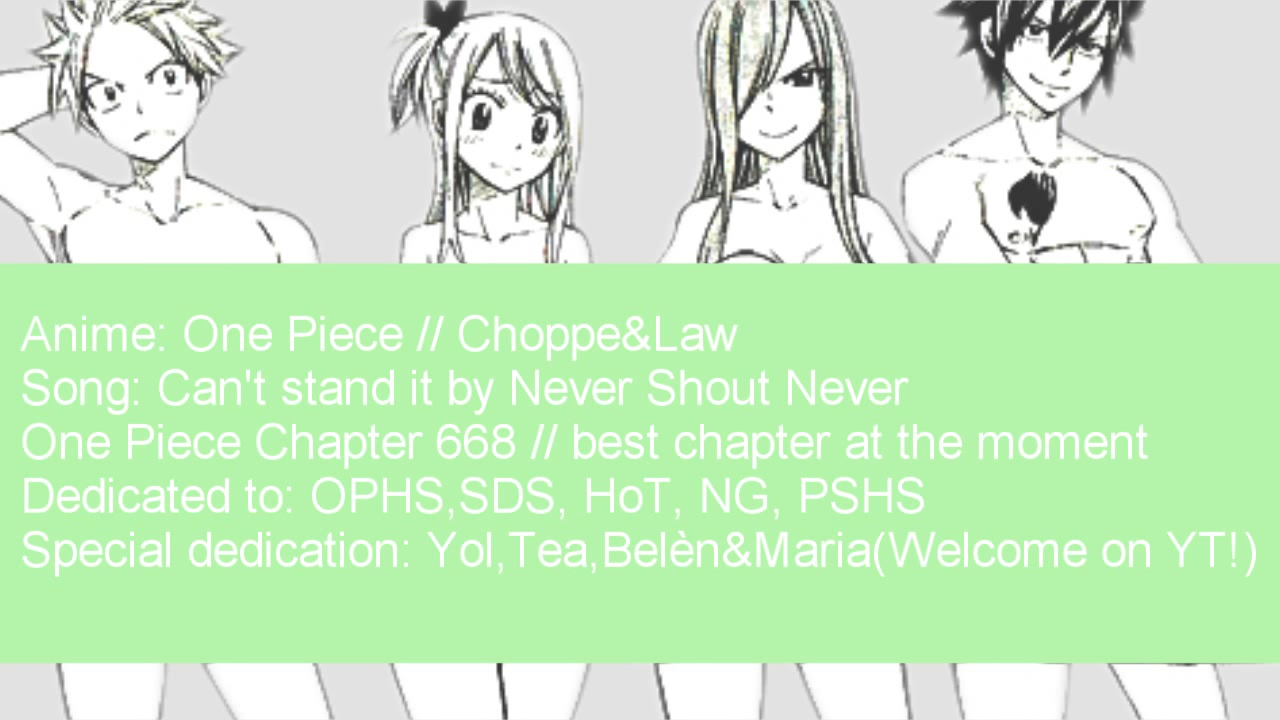 Anime: One Piece // Choppe&Law
Song: Can't stand it by Never Shout Never
One Piece Chapter 668 // best chapter at the moment
Dedicated to: OPHS,SDS, HoT, NG, PSHS
Special dedication: Yol,Tea,Belèn&Maria(Welcome on YT!)